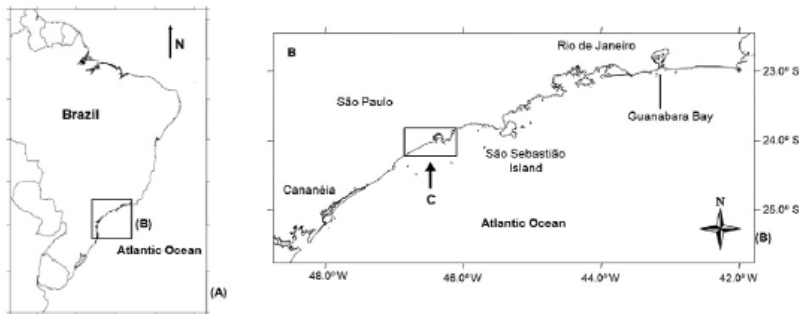 N
Brazil
(B)
Atlantic Ocean
(A)
B
Rio de Janeiro
23.0° S
São Paulo
Guanabara Bay
24.0° S
São Sebastião
Island
C
Cananéia
N
Atlantic Ocean
25.0° S
(B)
48.0°W
46.0°W
44.0°W
42.0°W